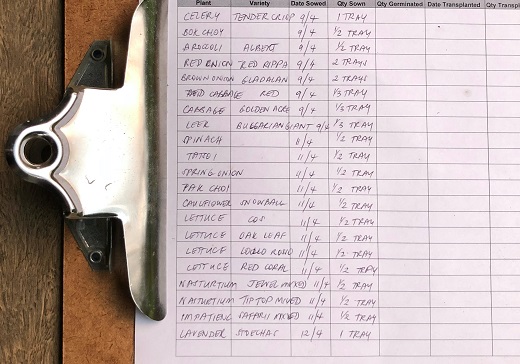 Plant Variety Date Sowed Qty Sown Qty Germinated Date Transplanted Qty Transpl
CELERY TENDER CRISP 9/4 1 TRAY
BOK CHOY 9/4 1/2 TRAY
BROCCOLI ALBERT 9/4 1/2 TRAY
RED ONION RED RIPPA 9/4 2 TRAYS
BROWN ONION GLADALAN 9/4 2 TRAYS
RED CABBAGE RED 9/4 1/3 TRAY
CABBAGE GOLDEN ACRE 9/4 1/3 TRAY
LEEK BULGARIAN GIANT 9/4 1/3 TRAY
SPINACH 11/4 1/2 TRAY
TATSOI 11/4 1/2 TRAY
SPRING ONION 11/4 1/2 TRAY
PAK CHOI 11/4 1/2 TRAY
CAULIFLOWER SNOWBALL 11/4 1/2 TRAY
LETTUCE COS 11/4 1/2 TRAY
LETTUCE OAK LEAF 11/4 1/2 TRAY
LETTUCE LOLLO ROSSO 11/4 1/2 TRAY
LETTUCE RED CORAL 11/4 1/2 TRAY
NASTURTIUM JEWEL MIXED 11/4 1/2 TRAY
NASTURTIUM TIP TOP MIXED 11/4 1/2 TRAY
IMPATIENS SAFARI MIXED 11/4 1/2 TRAY
LAVENDER STOECHAS 12/4 1 TRAY